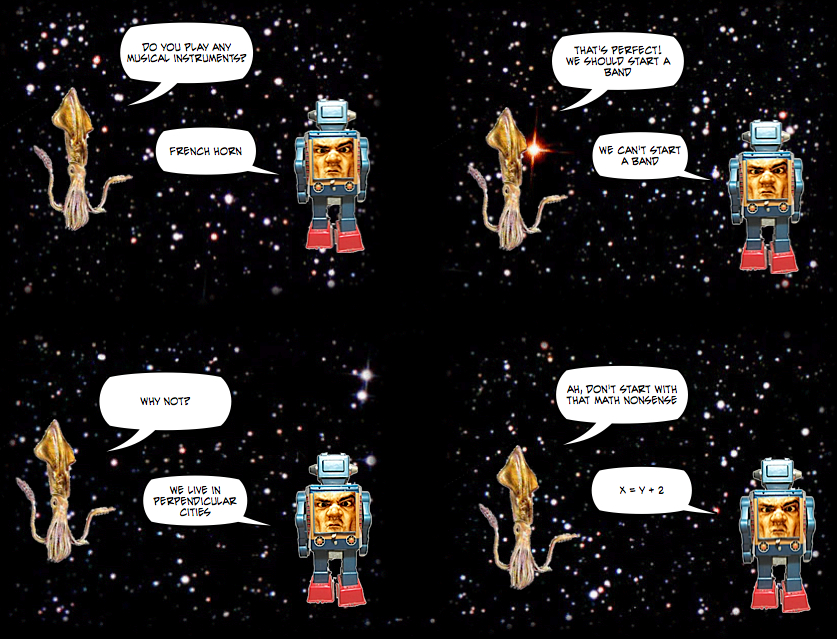 DO YOU PLAY ANY
MUSICAL INSTRUMENTS?
FRENCH HORN
THAT'S PERFECT!
WE SHOULD START A
BAND
WE CAN'T START
A BAND
WHY NOT?
WE LIVE IN
PERPENDICULAR
CITIES
AH, DON'T START WITH
THAT MATH NONSENSE
X = Y + 2